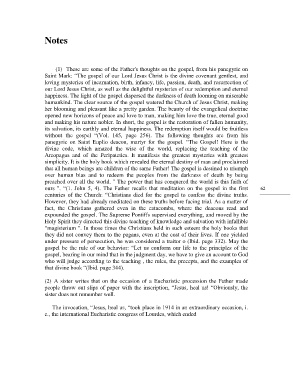 Notes
(1) These are some of the Father's thoughts on the gospel, from his panegyric on
Saint Mark: "The gospel of our Lord Jesus Christ is the divine covenant gentlest, and
loving mysteries of incarnation, birth, infancy, life, passion, death, and resurrection of
our Lord Jesus Christ, as well as the delightful mysteries of our redemption and eternal
happiness. The light of the gospel dispersed the darkness of death looming on miserable
humankind. The clear source of the gospel watered the Church of Jesus Christ, making
her blooming and pleasant like a pretty garden. The beauty of the evangelical doctrine
opened new horizons of peace and love to man, making him love the true, eternal good
and making his nature nobler. In short, the gospel is the restoration of fallen humanity,
its salvation, its earthly and eternal happiness. The redemption itself would be fruitless
without the gospel "(Vol. 145, page 256). The following thoughts are from his
panegyric on Saint Euplio deacon, martyr for the gospel. "The Gospel! Here is the
divine code, which amazed the wise of the world, replacing the teaching of the
Areopagus and of the Peripatetics. It manifests the greatest mysteries with greatest
simplicity. It is the holy book which revealed the eternal destiny of man and proclaimed
that all human beings are children of the same Father! The gospel is destined to triumph
over human bias and to redeem the peoples from the darkness of death by being
preached all over the world. " The power that has conquered the world is this faith of
ours ". "(1. John 5, 4). The Father recalls that meditation on the gospel in the first
centuries of the Church: "Christians died for the gospel to confess the divine truths.
However, they had already meditated on those truths before facing trial. As a matter of
fact, the Christians gathered even in the catacombs, where the deacons read and
expounded the gospel. The Supreme Pontiffs supervised everything, and moved by the
Holy Spirit they directed this divine teaching of knowledge and salvation with infallible
"magisterium ". In those times the Christians held in such esteem the holy books that
they did not convey them to the pagans, even at the cost of their lives. If one yielded
under pressure of persecution, he was considered a traitor » (Ibid. page 332). May the
gospel be the rule of our behavior: "Let us conform our life to the principles of the
gospel, bearing in our mind that in the judgment day, we have to give an account to God
who will judge according to the teaching , the rules, the precepts, and the examples of
that divine book "(Ibid, page 344).
62
(2) A sister writes that on the occasion of a Eucharistic procession the Father made
people throw out slips of paper with the inscription, "Jesus, heal us! "Obviously, the
sister does not remember well.
The invocation, "Jesus, heal us, "took place in 1914 in an extraordinary occasion, i.
e., the international Eucharistic congress of Lourdes, which ended